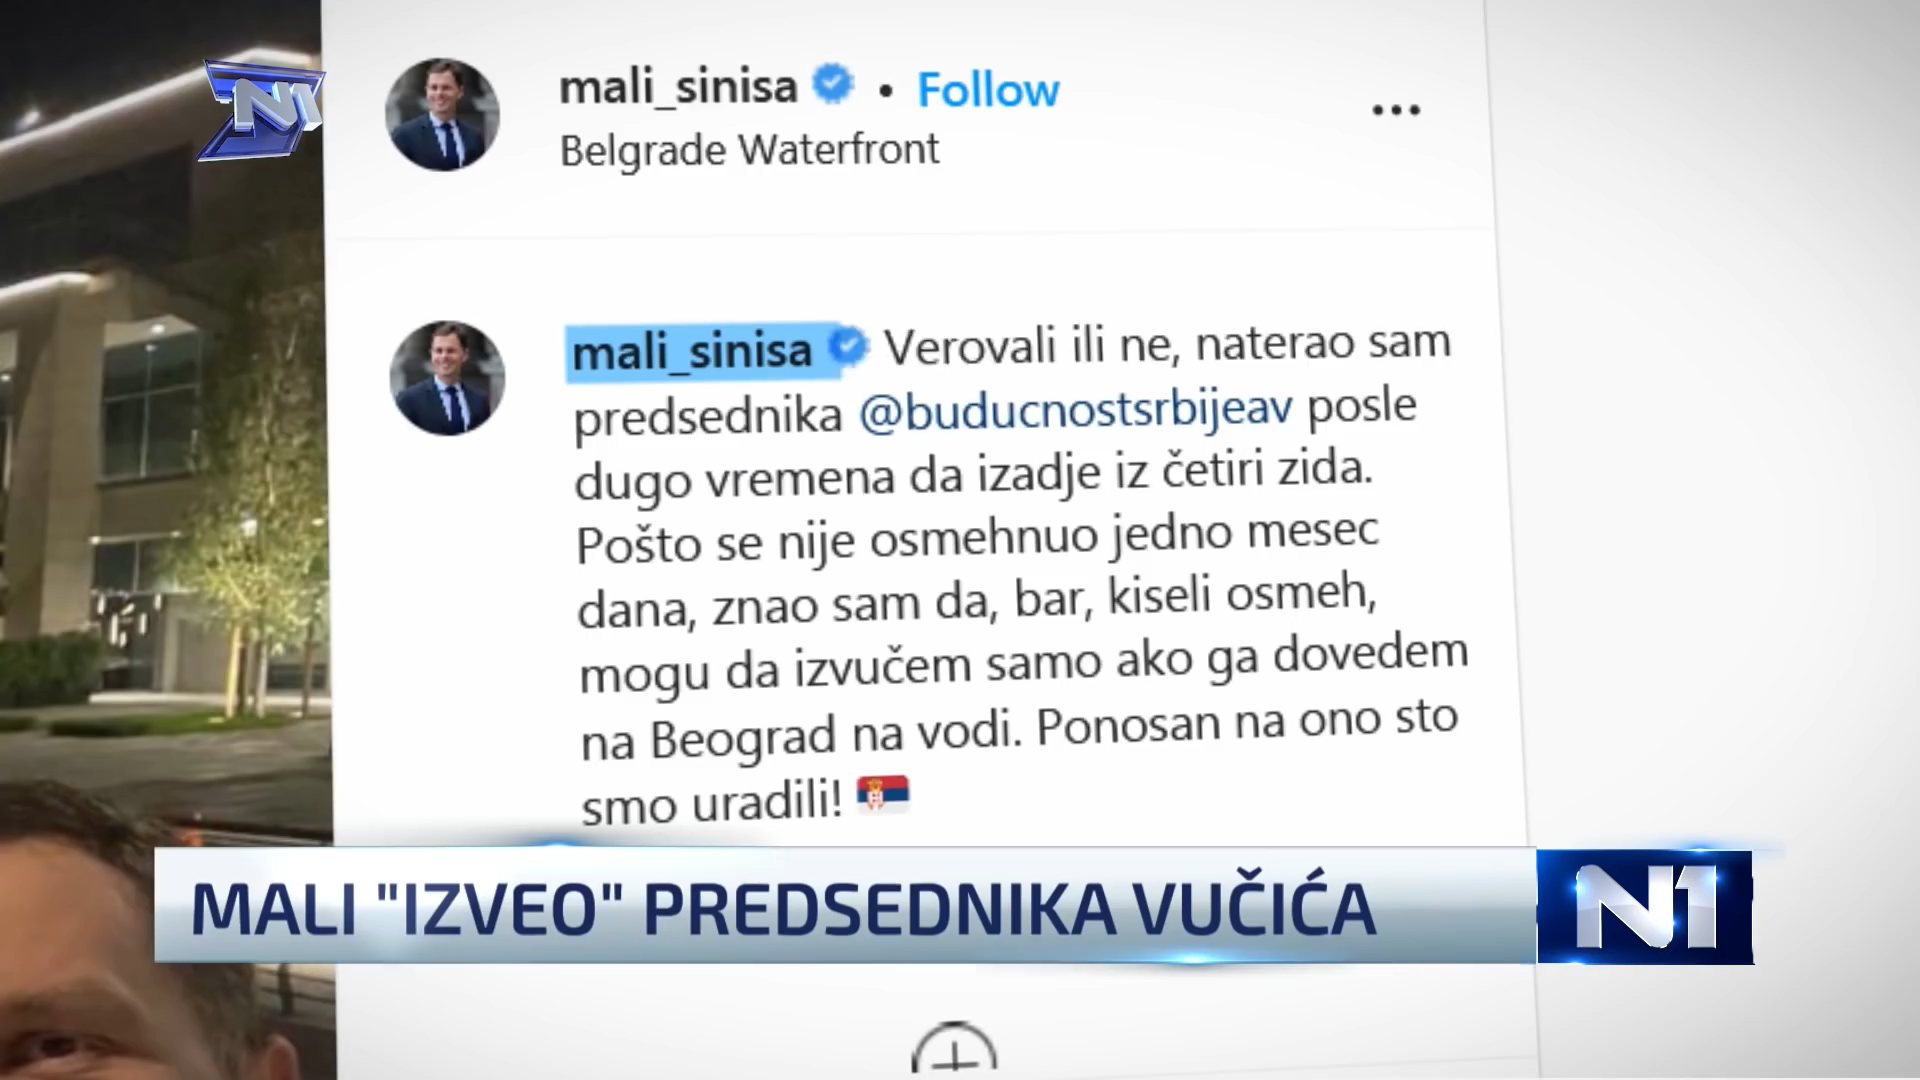 N1
mali_sinisa • Follow
Belgrade Waterfront
mali_sinisa Verovali ili ne, naterao sam
predsednika @buducnostsrbijeav posle
dugo vremena da izadje iz četiri zida.
Pošto se nije osmehnuo jedno mesec
dana, znao sam da, bar, kiseli osmeh,
mogu da izvučem samo ako ga dovedem
na Beograd na vodi. Ponosan na ono sto
smo uradili!
MALI "IZVEO" PREDSEDNIKA VUČIĆA
N1